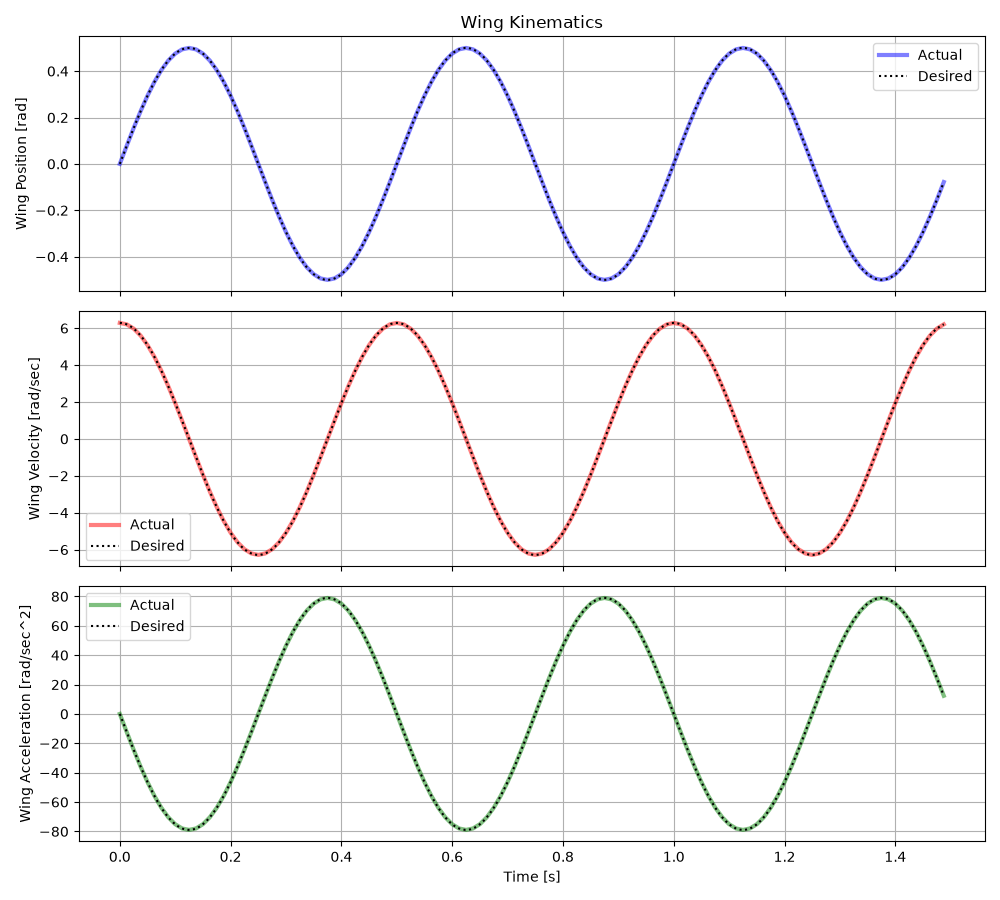 Wing Kinematics
Wing Position [rad]
0.4
0.2
0.0
−0.2
−0.4
Actual
Desired
Wing Velocity [rad/sec]
6
4
2
0
−2
−4
−6
Actual
Desired
Wing Acceleration [rad/sec^2]
80
60
40
20
0
−20
−40
−60
−80
Actual
Desired
0.0 0.2 0.4 0.6 0.8 1.0 1.2 1.4
Time [s]